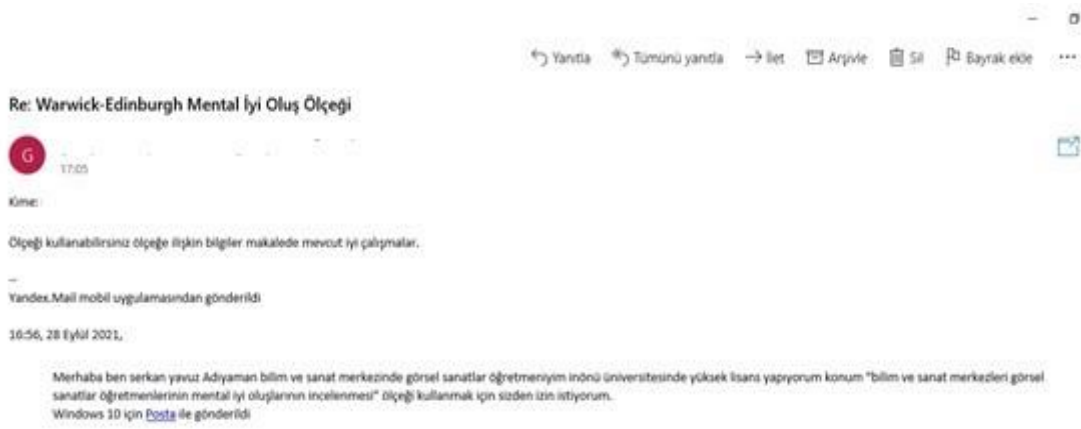 Yanıtla Tümünü yanıtla İlet Arşivle Sil Bayrak ekle ...
Re: Warwick-Edinburgh Mental İyi Oluş Ölçeği
G
17:05
Kime:
Ölçeği kullanabilirsiniz ölçeğe ilişkin bilgiler makalede mevcut iyi çalışmalar.
--
Yandex.Mail mobil uygulamasından gönderildi
16:56, 28 Eylül 2021,
Merhaba ben serkan yavuz Adıyaman bilim ve sanat merkezinde görsel sanatlar öğretmeniyim inönü üniversitesinde yüksek lisans yapıyorum konum "bilim ve sanat merkezleri görsel
sanatlar öğretmenlerinin mental iyi oluşlarının incelenmesi" ölçeği kullanmak için sizden izin istiyorum.
Windows 10 için Posta ile gönderildi